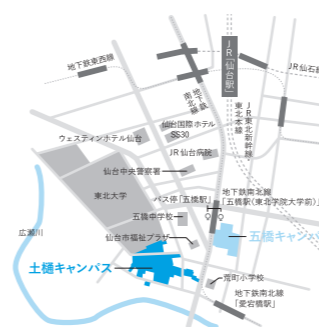 地下鉄東西線
JR「仙台駅」
JR仙石線
地下鉄
南北線
JR東北新幹線
東北本線
仙台国際ホテル
SS30
ウェスティンホテル仙台
JR仙台病院
仙台中央警察署
東北大学
バス停「五橋駅」
地下鉄南北線
「五橋駅(東北学院大学前)」
五橋中学校
五橋キャンパ
広瀬川
仙台市福祉プラザ
土樋キャンパス
荒町小学校
地下鉄南北線
「愛宕橋駅」